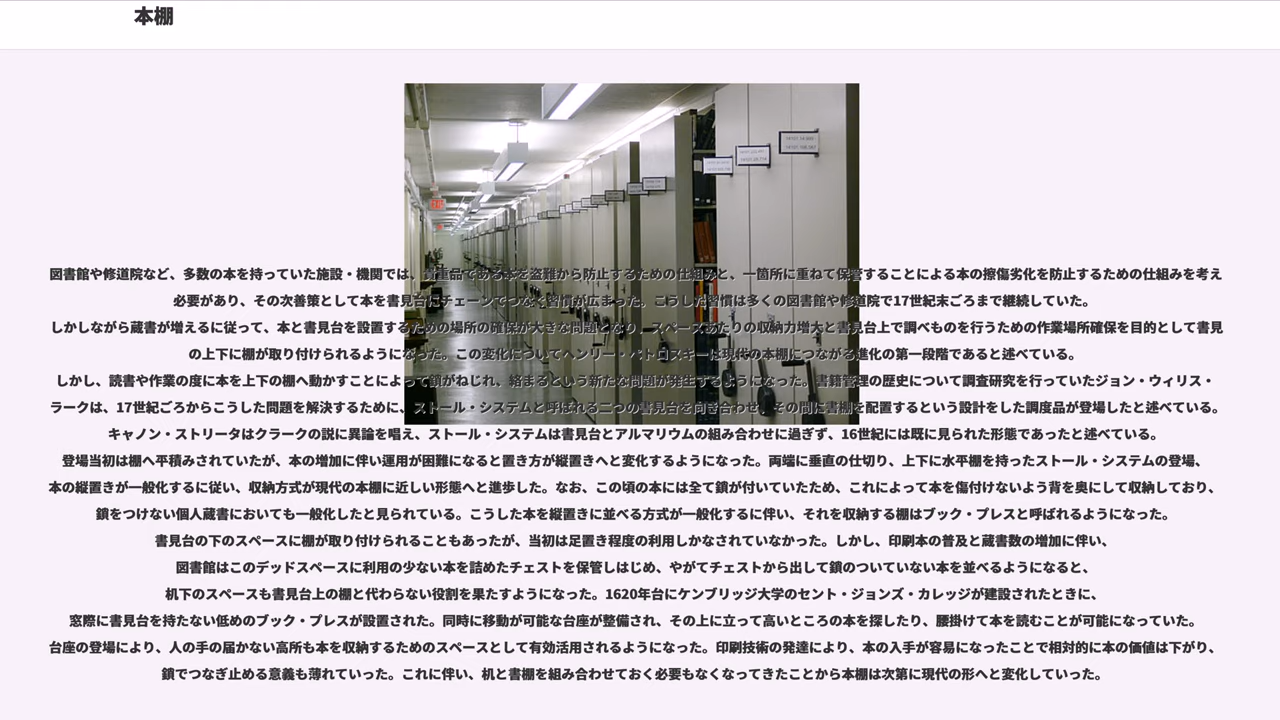 本棚
図書館や修道院など、多数の本を持っていた施設・機関では、貴重品である本を盗難から防止するための仕組みと、一箇所に重ねて保管することによる本の擦傷劣化を防止するための仕組みを考え
必要があり、その次善策として本を書見台にチェーンでつなぐ習慣が広まった。こうした習慣は多くの図書館や修道院で17世紀末ごろまで継続していた。
しかしながら蔵書が増えるに従って、本と書見台を設置するための場所の確保が大きな問題となり、スペースあたりの収納力増大と書見台上で調べものを行うための作業場所確保を目的として書見
の上下に棚が取り付けられるようになった。この変化についてヘンリー・ペトロスキーは現代の本棚につながる進化の第一段階であると述べている。
しかし、読書や作業の度に本を上下の棚へ動かすことによって鎖がねじれ、絡まるという新たな問題が発生するようになった。書籍管理の歴史について調査研究を行っていたジョン・ウィリス・
ラークは、17世紀ごろからこうした問題を解決するために、ストール・システムと呼ばれる二つの書見台を向き合わせ、その間に書棚を配置するという設計をした調度品が登場したと述べている。
キャノン・ストリータはクラークの説に異論を唱え、ストール・システムは書見台とアルマリウムの組み合わせに過ぎず、16世紀には既に見られた形態であったと述べている。
登場当初は棚へ平積みされていたが、本の増加に伴い運用が困難になると置き方が縦置きへと変化するようになった。両端に垂直の仕切り、上下に水平棚を持ったストール・システムの登場、
本の縦置きが一般化するに従い、収納方式が現代の本棚に近しい形態へと進歩した。なお、この頃の本には全て鎖が付いていたため、これによって本を傷付けないよう背を奥にして収納しており、
鎖をつけない個人蔵書においても一般化したと見られている。こうした本を縦置きに並べる方式が一般化するに伴い、それを収納する棚はブック・プレスと呼ばれるようになった。
書見台の下のスペースに棚が取り付けられることもあったが、当初は足置き程度の利用しかなされていなかった。しかし、印刷本の普及と蔵書数の増加に伴い、
図書館はこのデッドスペースに利用の少ない本を詰めたチェストを保管しはじめ、やがてチェストから出して鎖のついていない本を並べるようになると、
机下のスペースも書見台上の棚と代わらない役割を果たすようになった。1620年台にケンブリッジ大学のセント・ジョンズ・カレッジが建設されたときに、
窓際に書見台を持たない低めのブック・プレスが設置された。同時に移動が可能な台座が整備され、その上に立って高いところの本を探したり、腰掛けて本を読むことが可能になっていた。
台座の登場により、人の手の届かない高所も本を収納するためのスペースとして有効活用されるようになった。印刷技術の発達により、本の入手が容易になったことで相対的に本の価値は下がり、
鎖でつなぎ止める意義も薄れていった。これに伴い、机と書棚を組み合わせておく必要もなくなってきたことから本棚は次第に現代の形へと変化していった。